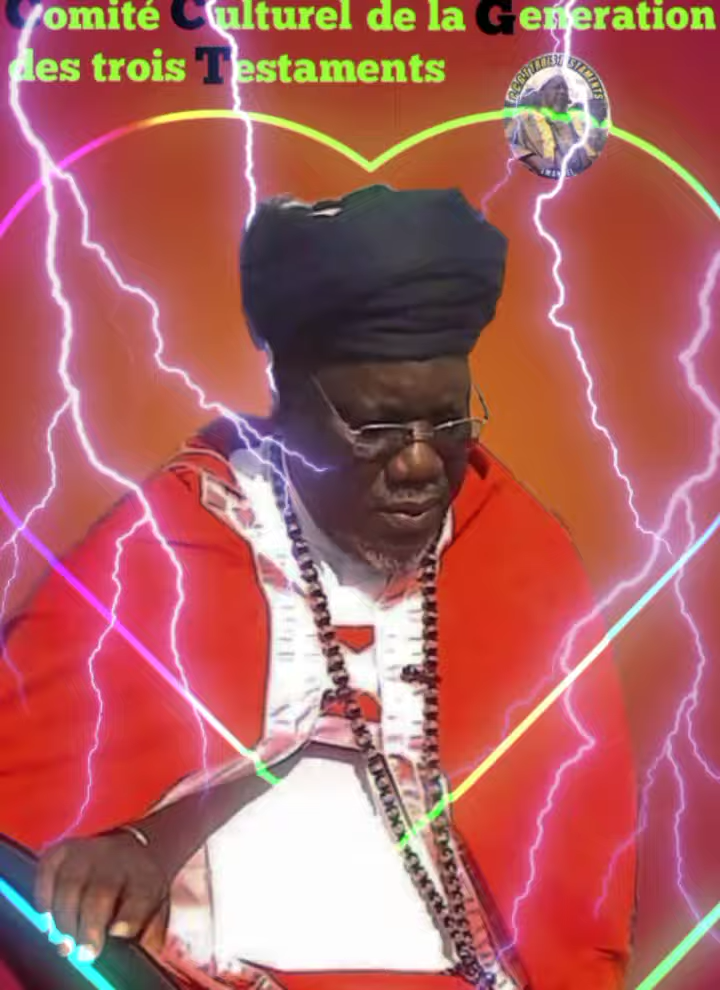 Comité Culturel de la Generation
des trois Testaments